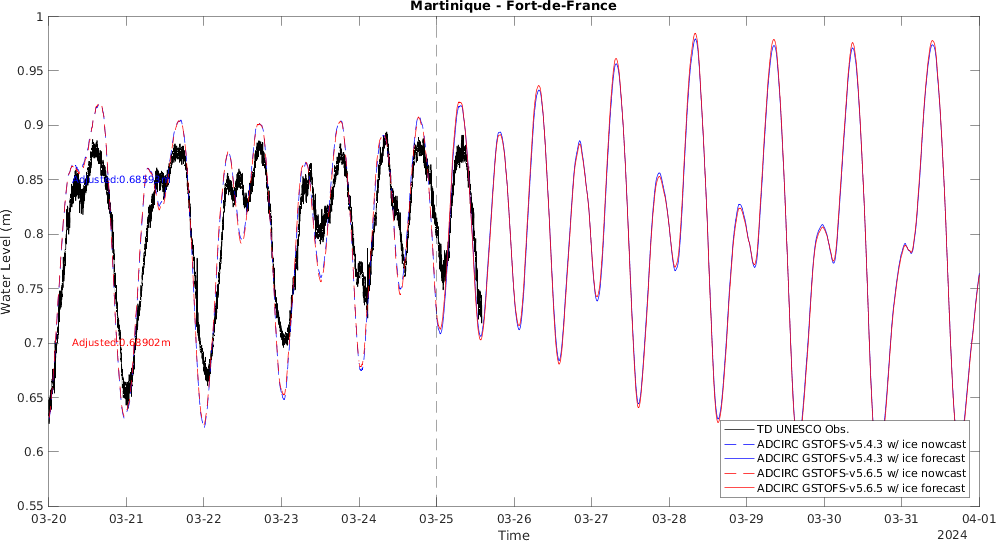 Martinique - Fort-de-France
1
0.95
0.9
0.85
0.8
0.75
0.7
0.65
0.6
0.55
Water Level (m)
Adjusted:0.6859
Adjusted:0.68902m
TD UNESCO Obs.
ADCIRC GSTOFS-v5.4.3 w/ ice nowcast
ADCIRC GSTOFS-v5.4.3 w/ ice forecast
ADCIRC GSTOFS-v5.6.5 w/ ice nowcast
ADCIRC GSTOFS-v5.6.5 w/ ice forecast
03-20 03-21 03-22 03-23 03-24 03-25 03-26 03-27 03-28 03-29 03-30 03-31 04-01
Time
2024